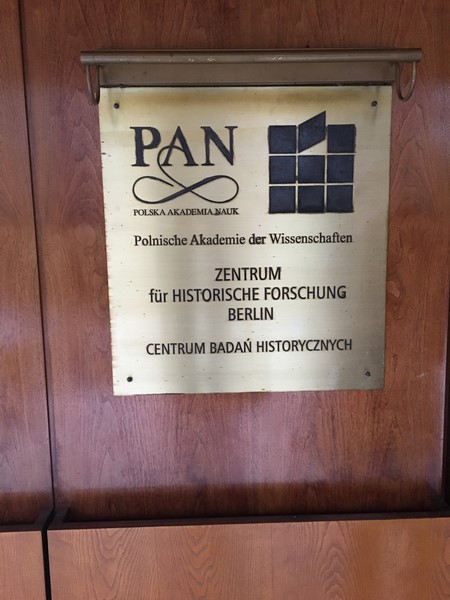 PAN
POLSKA AKADEMIA NAUK
Polnische Akademie der Wissenschaften
ZENTRUM
für HISTORISCHE FORSCHUNG
BERLIN
CENTRUM BADAŃ HISTORYCZNYCH